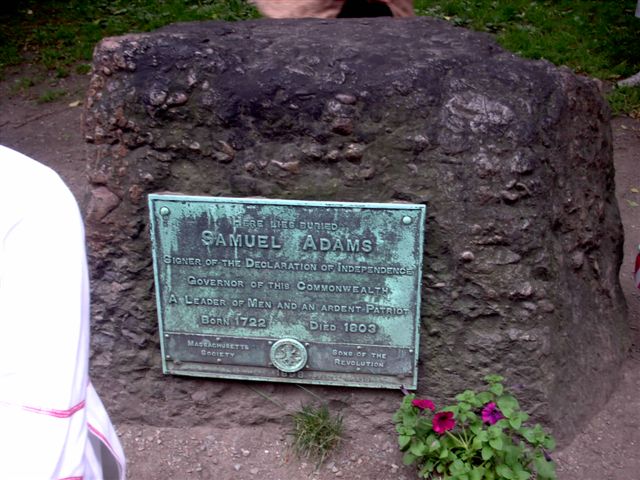 HERE LIES BURIED
SAMUEL ADAMS
SIGNER OF THE DECLARATION OF INDEPENDENCE
GOVERNOR OF THIS COMMONWEALTH
A LEADER OF MEN AND AN ARDENT PATRIOT
BORN 1722 DIED 1803
MASSACHUSETTS SOCIETY
SONS OF THE REVOLUTION
1898